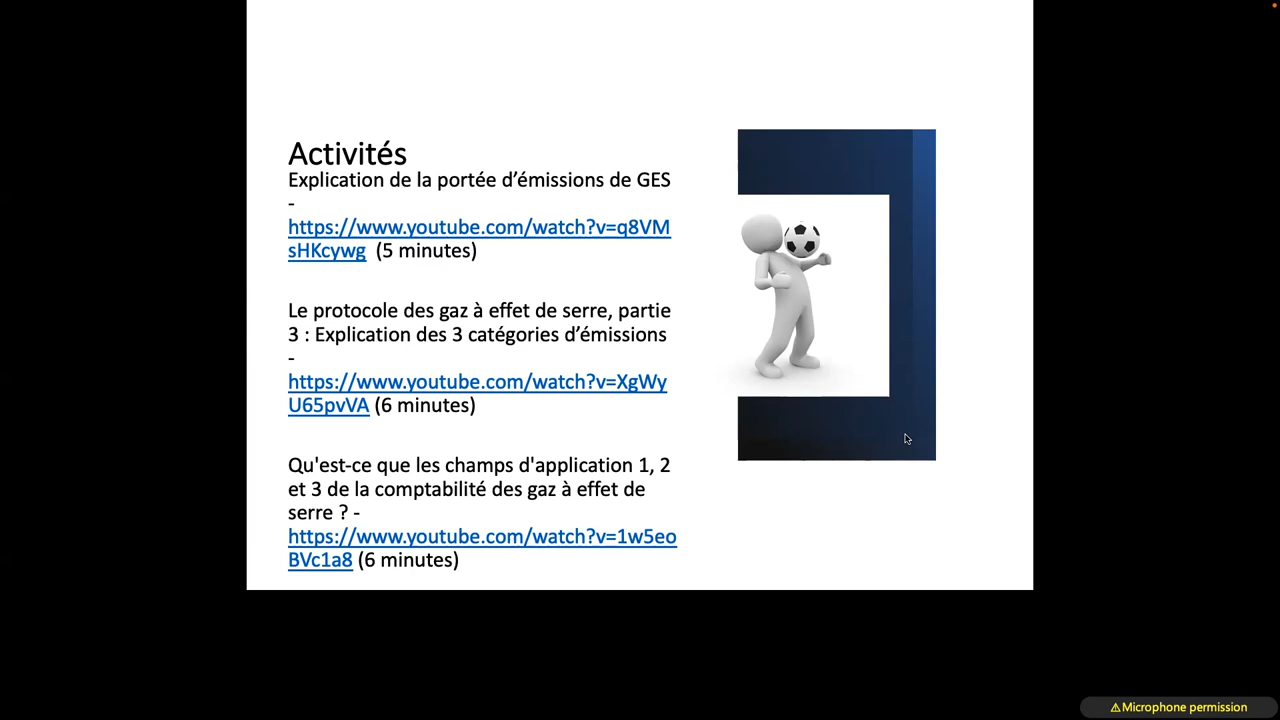 Activités
Explication de la portée d’émissions de GES
-
https://www.youtube.com/watch?v=q8VM
sHKcywg (5 minutes)
Le protocole des gaz à effet de serre, partie
3 : Explication des 3 catégories d’émissions
-
https://www.youtube.com/watch?v=XgWy
U65pvVA (6 minutes)
Qu'est-ce que les champs d'application 1, 2
et 3 de la comptabilité des gaz à effet de
serre ? -
https://www.youtube.com/watch?v=1w5eo
BVc1a8 (6 minutes)
⚠Microphone permission